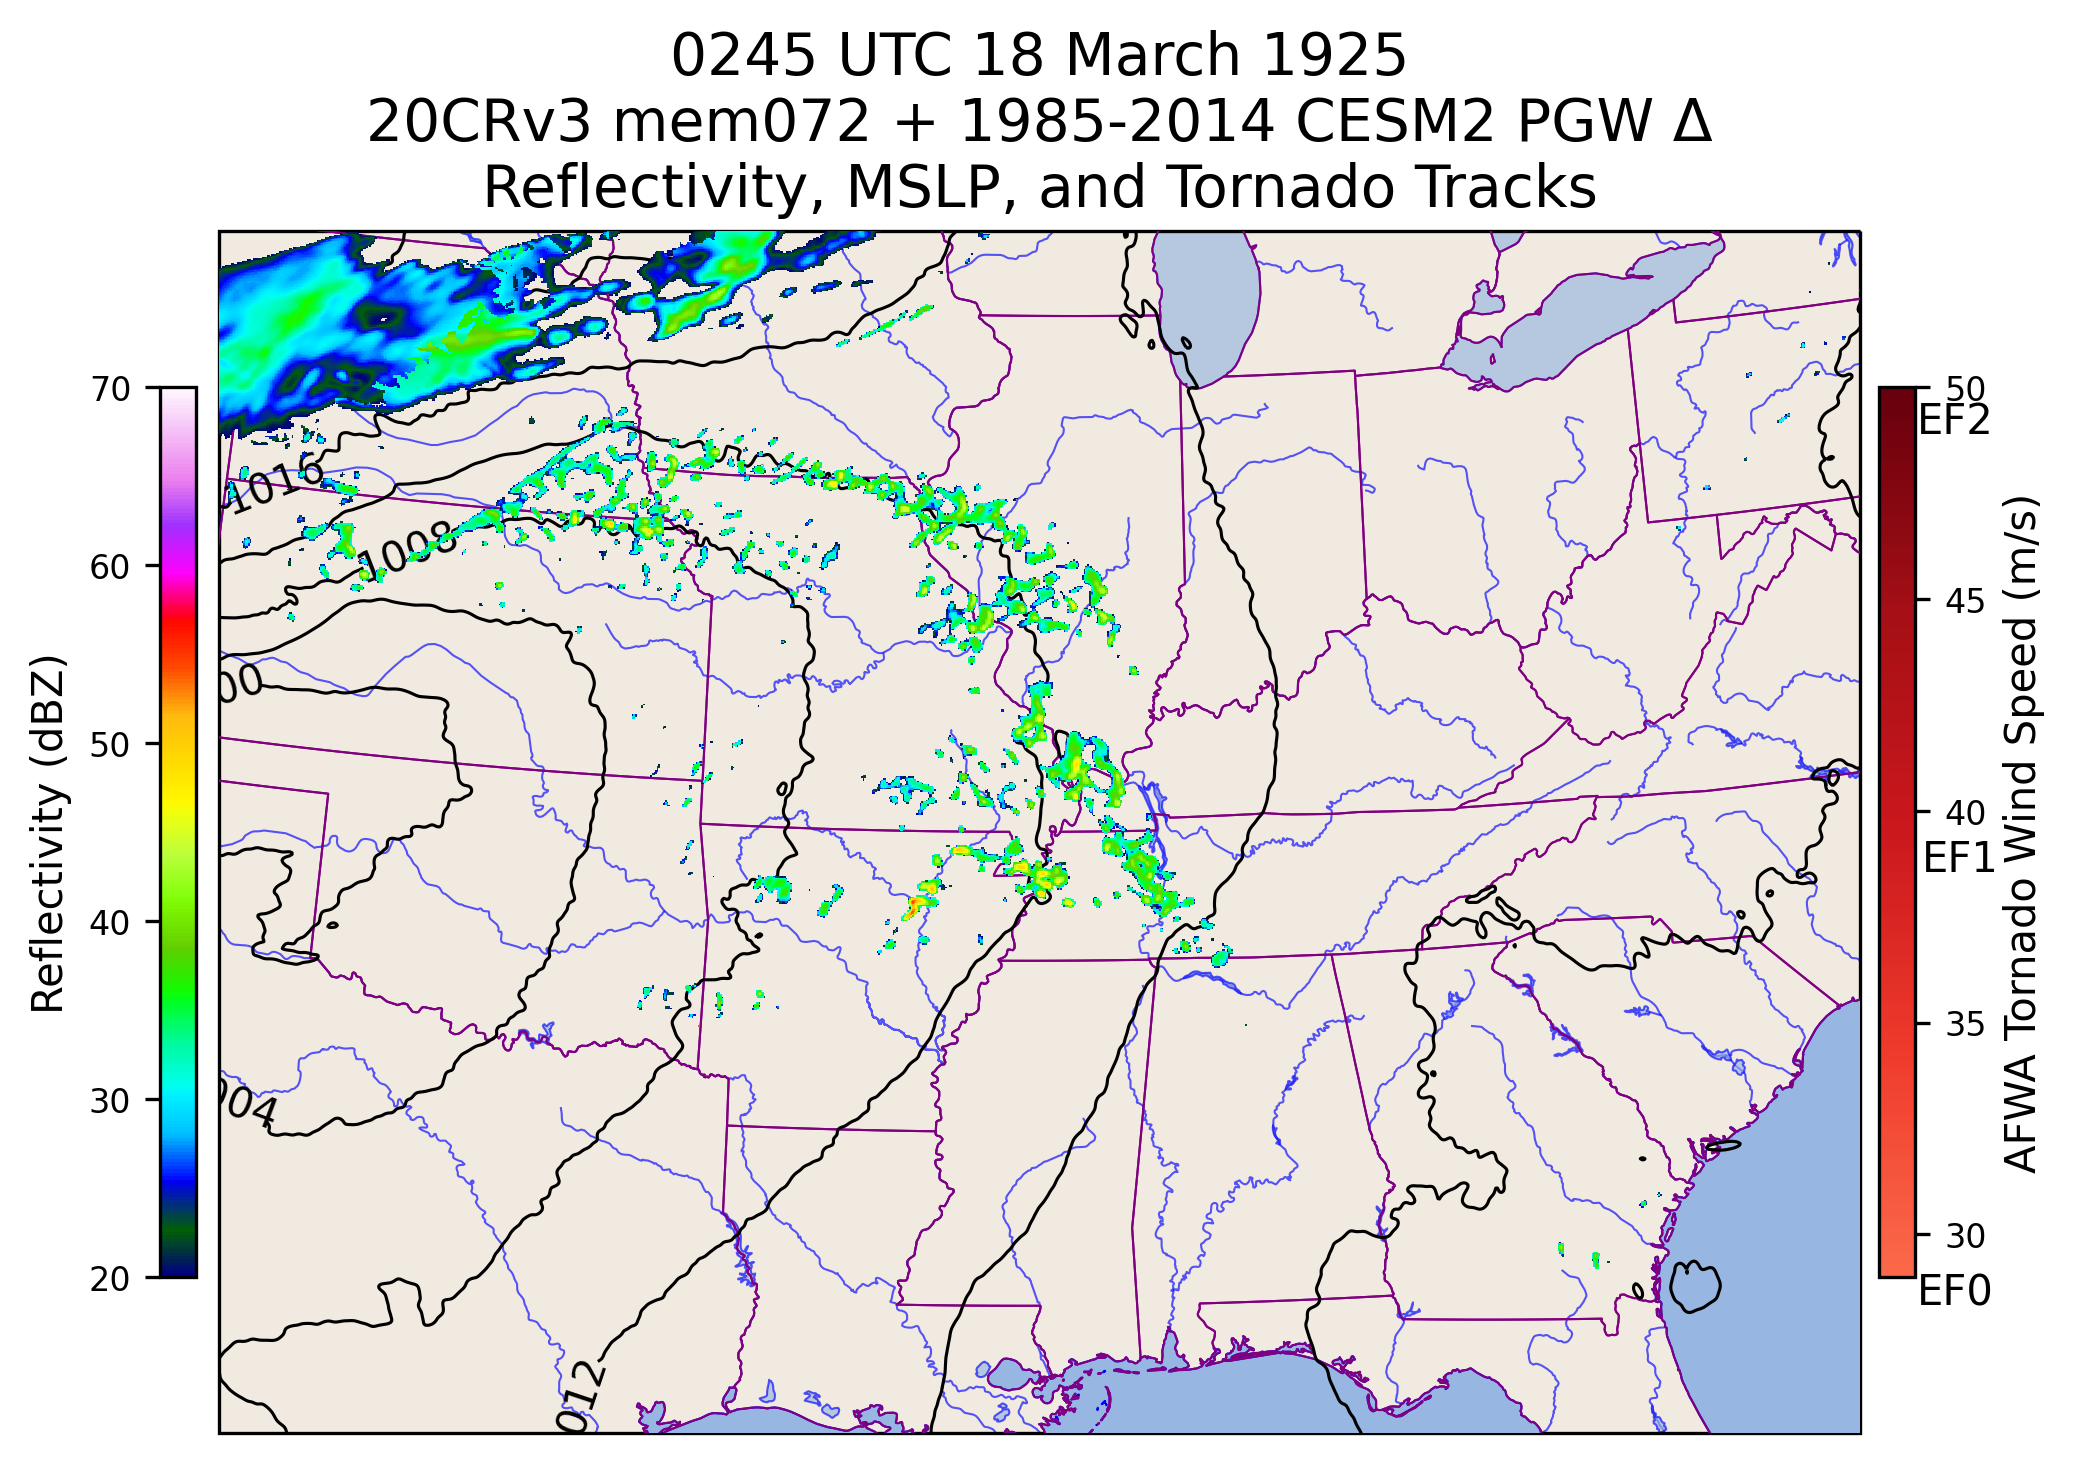 0245 UTC 18 March 1925
20CRv3 mem072 + 1985-2014 CESM2 PGW Δ
Reflectivity, MSLP, and Tornado Tracks
70
60
50
40
30
20
Reflectivity (dBZ)
1016
1008
00
004
012
50
EF2
45
40
EF1
35
30
EF0
AFWA Tornado Wind Speed (m/s)